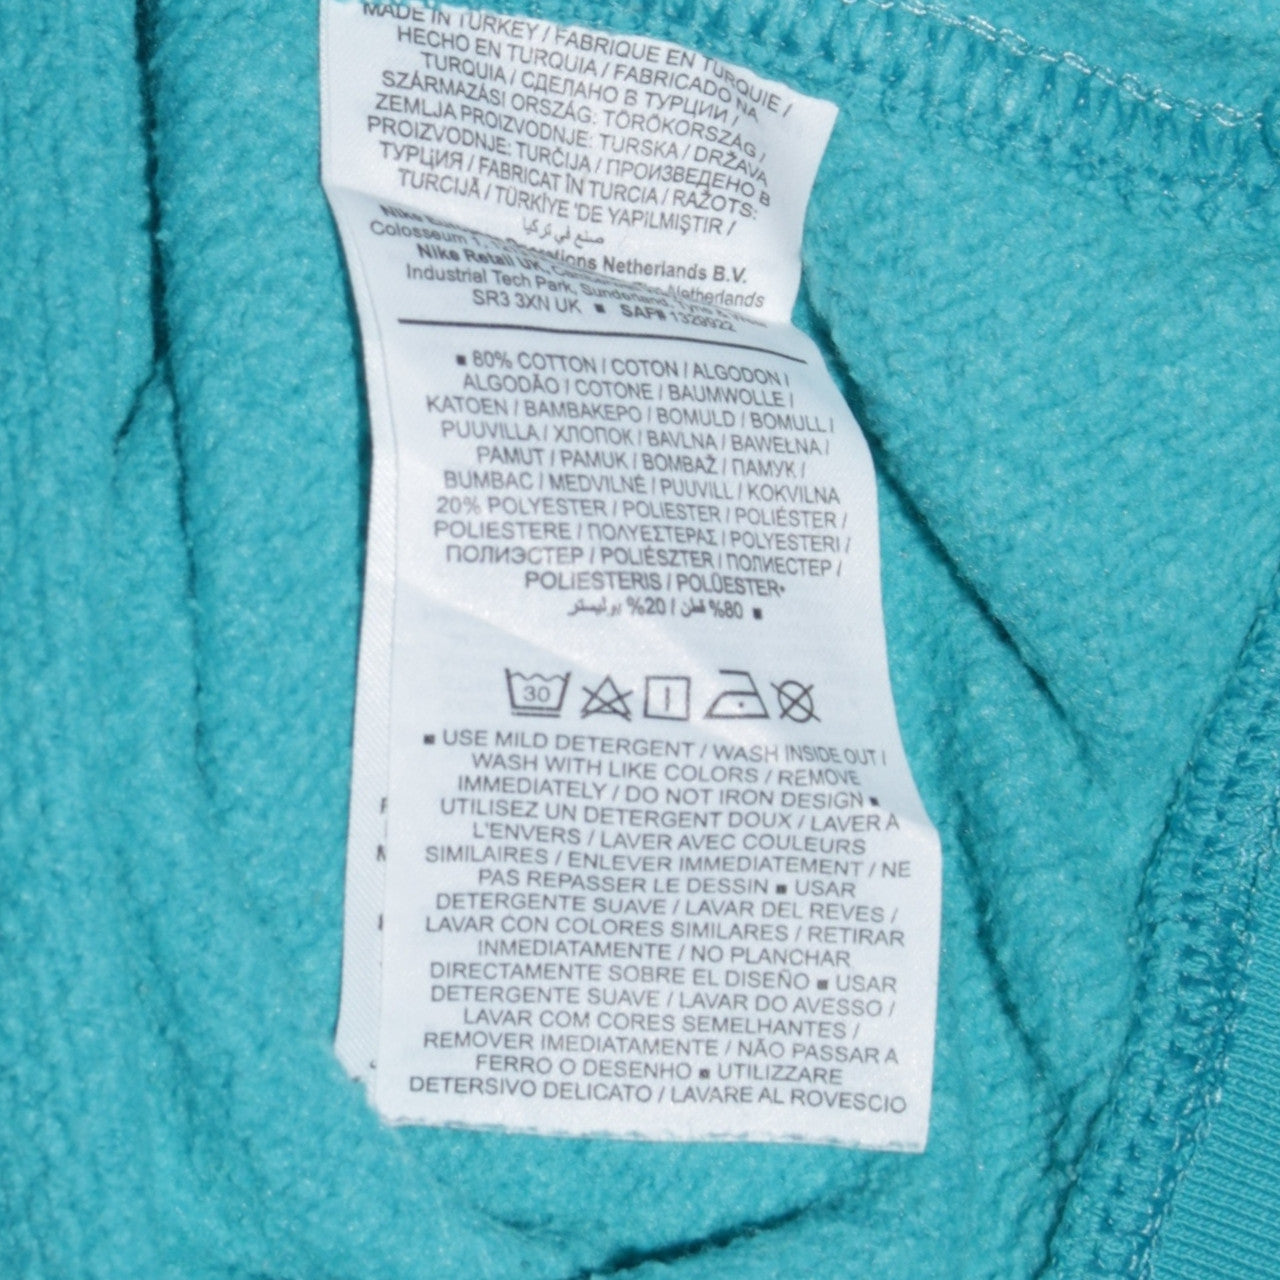 MADE IN TURKEY / FABRIQUE EN TURQUIE /
HECHO EN TURQUIA / FABRICADO NA
TURQUIA / СДЕЛАНО В ТУРЦИИ /
SZÁRMAZÁSI ORSZÁG: TÖRÖKORSZÁG /
ZEMLJA PROIZVODNJE: TURSKA / DRŽAVA
PROIZVODNJE: TURČIJA / ПРОИЗВЕДЕНО В
ТУРЦИЯ / FABRICAT ÎN TURCIA / RAŽOTS:
TURCIJĀ / TÜRKİYE 'DE YAPILMIŞTIR /
صنع في تركيا
Nike Operations Netherlands B.V.
Colosseum 1, Netherlands
Nike Retail UK,
Industrial Tech Park, Sunderland, Tyne & Wear
SR3 3XN UK ■ SAP# 1329922
■ 80% COTTON / COTON / ALGODON /
ALGODÃO / COTONE / BAUMWOLLE /
KATOEN / ΒΑΜΒΑΚΕΡΟ / BOMULD / BOMULL /
PUUVILLA / ХЛОПОК / BAVLNA / BAWEŁNA /
PAMUT / PAMUK / BOMBAŽ / ПАМУК /
BUMBAC / MEDVILNĖ / PUUVILL / KOKVILNA
20% POLYESTER / POLIESTER / POLIÉSTER /
POLIESTERE / ΠΟΛΥΕΣΤΕΡΑΣ / POLYESTERI /
ПОЛИЭСТЕР / POLIÉSZTER / ПОЛИЕСТЕР /
POLIESTERIS / POLÜESTER*
■ %80 قطن / %20 بوليستر
30
■ USE MILD DETERGENT / WASH INSIDE OUT /
WASH WITH LIKE COLORS / REMOVE
IMMEDIATELY / DO NOT IRON DESIGN ■
UTILISEZ UN DETERGENT DOUX / LAVER A
L'ENVERS / LAVER AVEC COULEURS
SIMILAIRES / ENLEVER IMMEDIATEMENT / NE
PAS REPASSER LE DESSIN ■ USAR
DETERGENTE SUAVE / LAVAR DEL REVES /
LAVAR CON COLORES SIMILARES / RETIRAR
INMEDIATAMENTE / NO PLANCHAR
DIRECTAMENTE SOBRE EL DISEÑO ■ USAR
DETERGENTE SUAVE / LAVAR DO AVESSO /
LAVAR COM CORES SEMELHANTES /
REMOVER IMEDIATAMENTE / NÃO PASSAR A
FERRO O DESENHO ■ UTILIZZARE
DETERSIVO DELICATO / LAVARE AL ROVESCIO